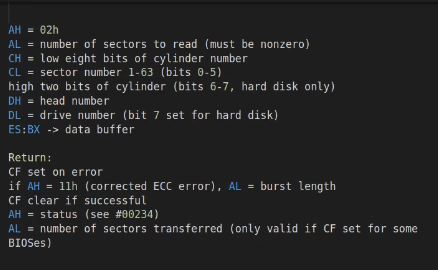 AH = 02h
AL = number of sectors to read (must be nonzero)
CH = low eight bits of cylinder number
CL = sector number 1-63 (bits 0-5)
high two bits of cylinder (bits 6-7, hard disk only)
DH = head number
DL = drive number (bit 7 set for hard disk)
ES:BX -> data buffer
Return:
CF set on error
if AH = 11h (corrected ECC error), AL = burst length
CF clear if successful
AH = status (see #00234)
AL = number of sectors transferred (only valid if CF set for some
BIOSes)